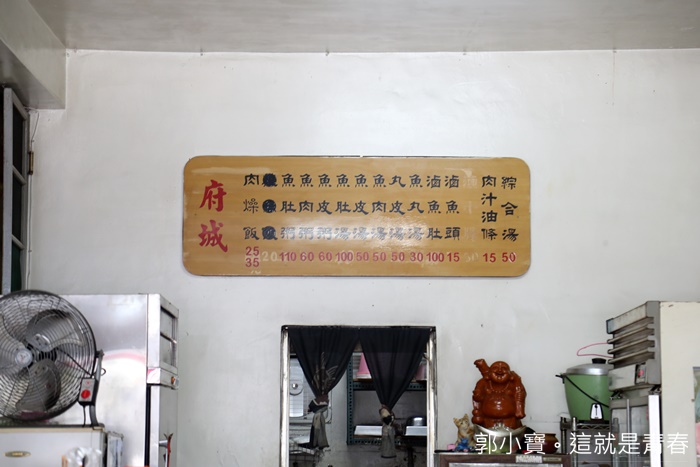 府城
肉燥飯 25 35
20
魚肚粥 110
魚肉粥 60
魚皮粥 60
魚肚湯 100
魚皮湯 50
魚肉湯 50
丸皮湯 50
魚丸湯 30
滷魚肚 100
滷魚頭 15
肉汁油條 15
綜合湯 50
郭小寶。這就是青春